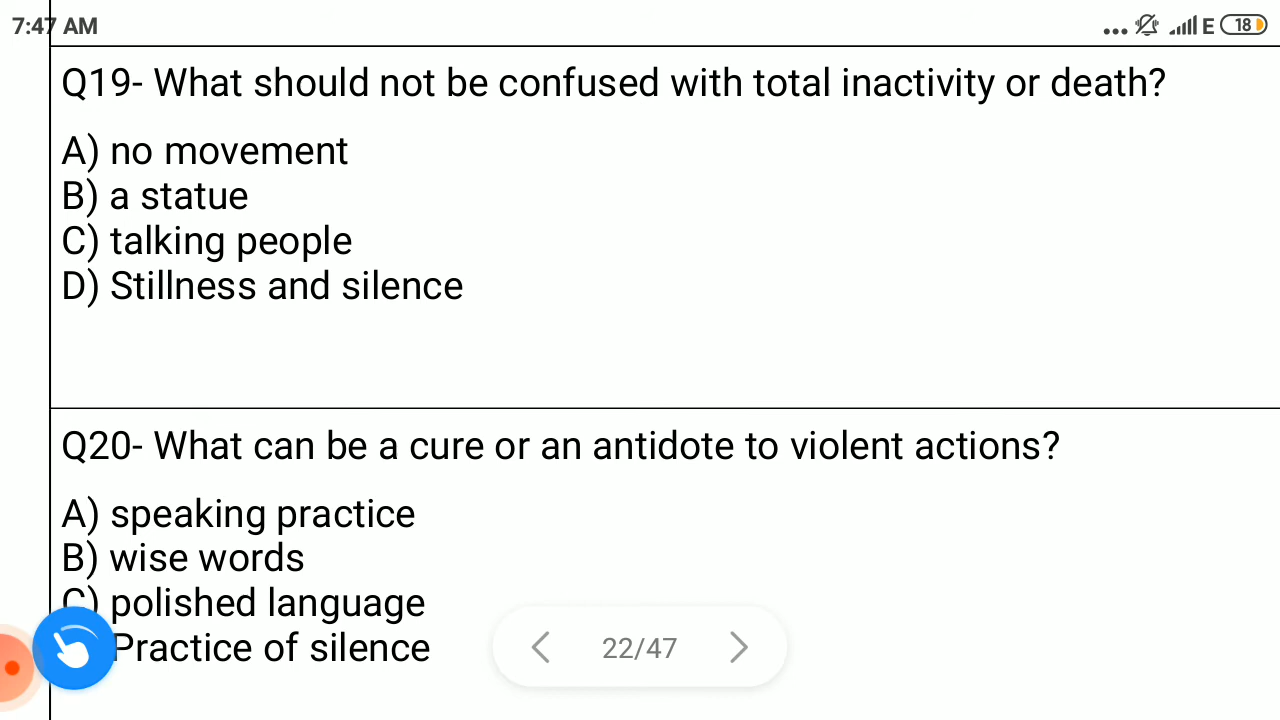 7:47 AM
E 18
Q19- What should not be confused with total inactivity or death?
A) no movement
B) a statue
C) talking people
D) Stillness and silence
Q20- What can be a cure or an antidote to violent actions?
A) speaking practice
B) wise words
C) polished language
Practice of silence
22/47